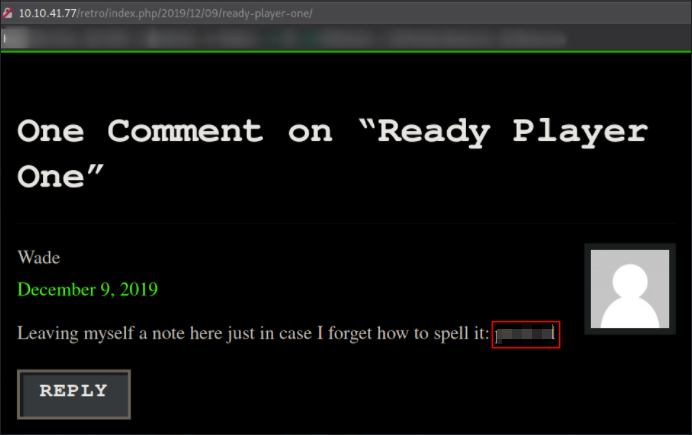 10.10.41.77/retro/index.php/2019/12/09/ready-player-one/
One Comment on “Ready Player
One”
Wade
December 9, 2019
Leaving myself a note here just in case I forget how to spell it:
REPLY